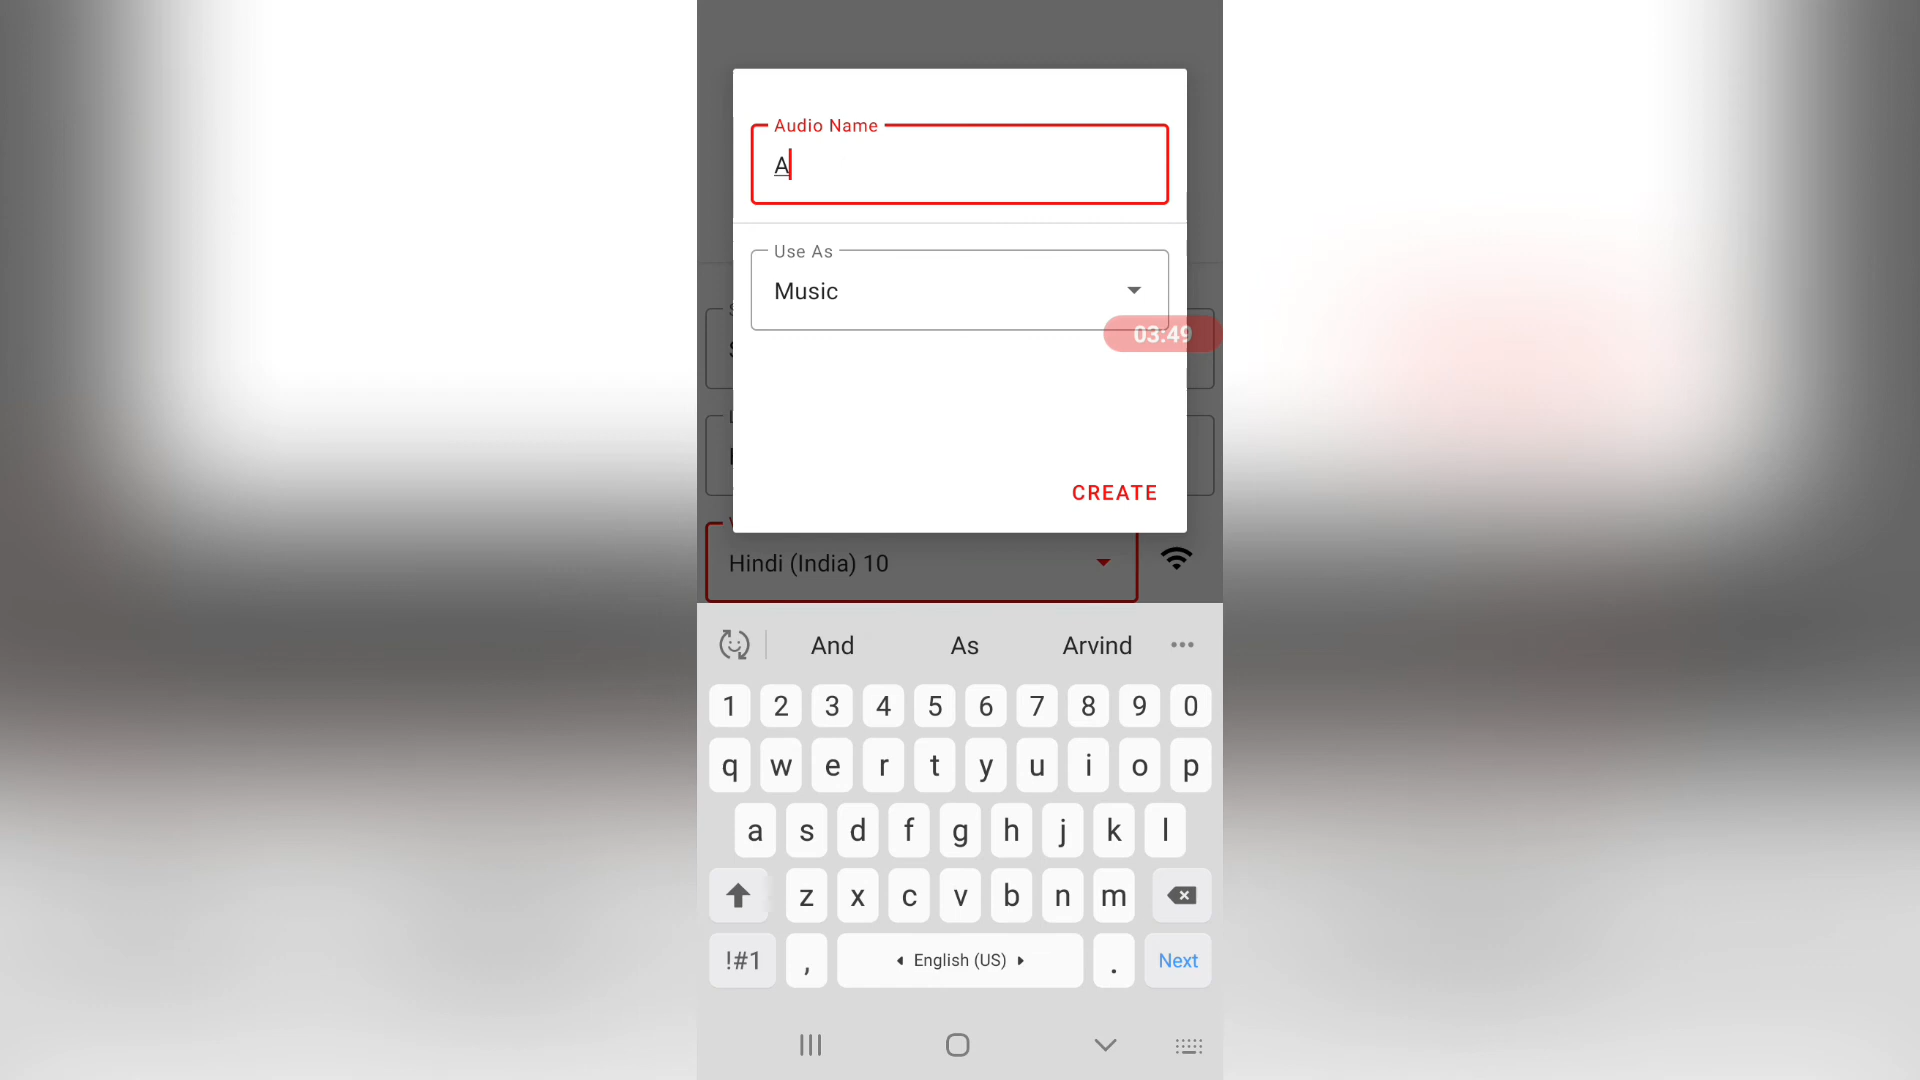 Audio Name
A
Use As
Music
03:49
CREATE
Hindi (India) 10
And As Arvind
1 2 3 4 5 6 7 8 9 0
q w e r t y u i o p
a s d f g h j k l
z x c v b n m
!#1 , English (US) . Next